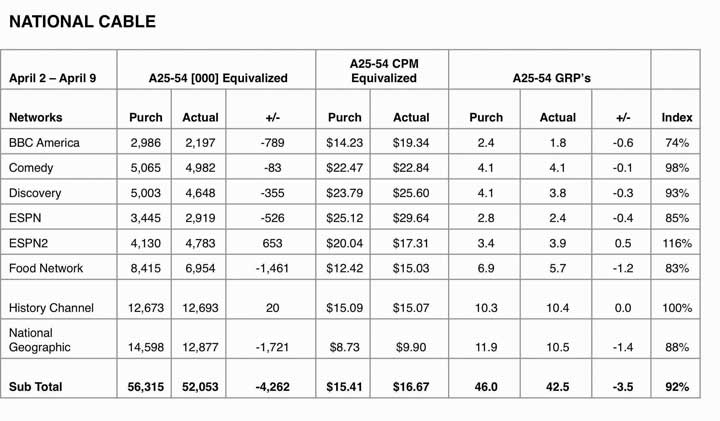 NATIONAL CABLE
April 2 – April 9 A25-54 [000] Equivalized A25-54 CPM Equivalized A25-54 GRP's
Networks Purch Actual +/- Purch Actual Purch Actual +/- Index
BBC America 2,986 2,197 -789 $14.23 $19.34 2.4 1.8 -0.6 74%
Comedy 5,065 4,982 -83 $22.47 $22.84 4.1 4.1 -0.1 98%
Discovery 5,003 4,648 -355 $23.79 $25.60 4.1 3.8 -0.3 93%
ESPN 3,445 2,919 -526 $25.12 $29.64 2.8 2.4 -0.4 85%
ESPN2 4,130 4,783 653 $20.04 $17.31 3.4 3.9 0.5 116%
Food Network 8,415 6,954 -1,461 $12.42 $15.03 6.9 5.7 -1.2 83%
History Channel 12,673 12,693 20 $15.09 $15.07 10.3 10.4 0.0 100%
National
Geographic 14,598 12,877 -1,721 $8.73 $9.90 11.9 10.5 -1.4 88%
Sub Total 56,315 52,053 -4,262 $15.41 $16.67 46.0 42.5 -3.5 92%